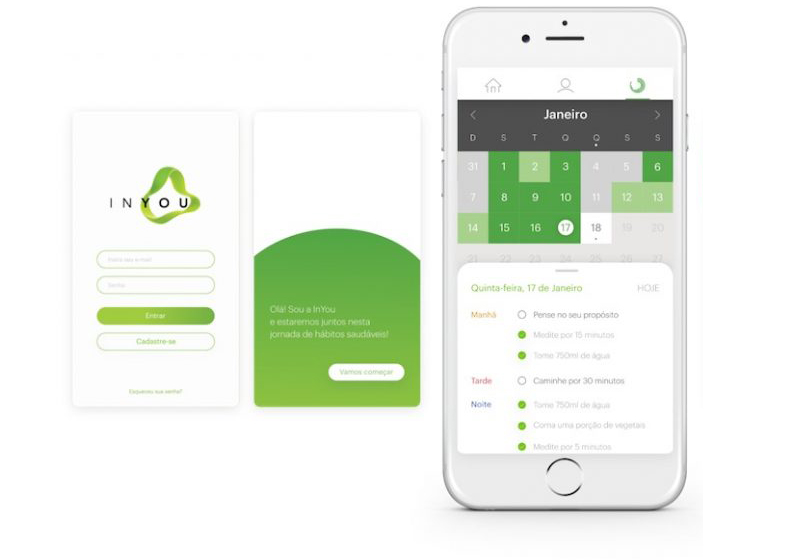 INYOU
Insira seu e-mail
Senha
Entrar
Cadastre-se
Esqueceu sua senha?
Olá! Sou a InYou
e estaremos juntos nesta
jornada de hábitos saudáveis!
Vamos começar
Janeiro
D S T Q Q S S
31 1 2 3 4 5 6
7 8 9 10 11 12 13
14 15 16 17 18 19 20
21 22 23 24 25 26 27
Quinta-feira, 17 de Janeiro HOJE
Manhã Pense no seu propósito
Medite por 15 minutos
Tome 750ml de água
Tarde Caminhe por 30 minutos
Noite Tome 750ml de água
Coma uma porção de vegetais
Medite por 5 minutos